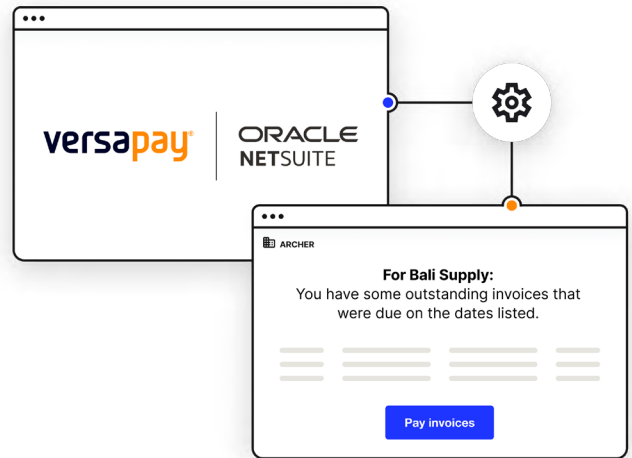 versapay®
ORACLE
NETSUITE
ARCHER
For Bali Supply:
You have some outstanding invoices that
were due on the dates listed.
Pay invoices